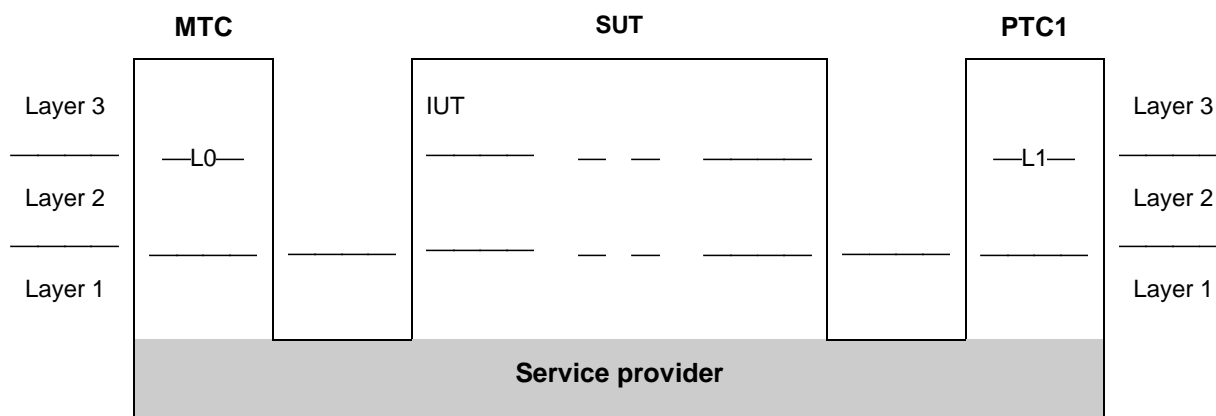 MTC SUT PTC1
Layer 3 IUT Layer 3
L0 L1
Layer 2 Layer 2
Layer 1 Layer 1
Service provider